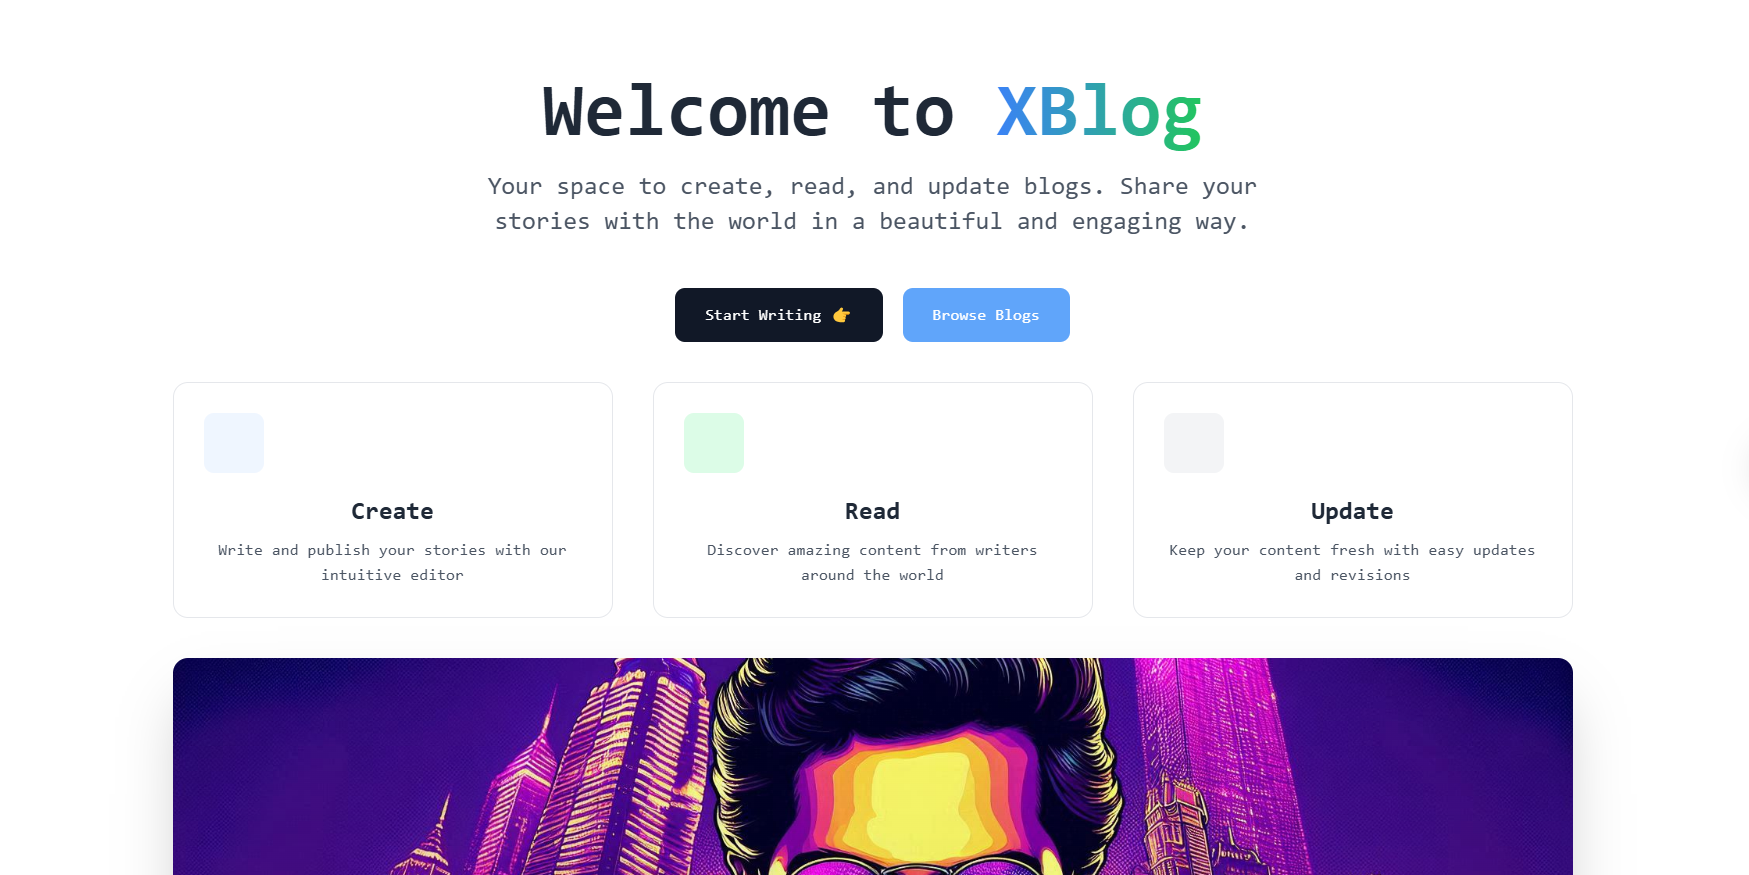 Welcome to XBlog
Your space to create, read, and update blogs. Share your
stories with the world in a beautiful and engaging way.
Start Writing 👉
Browse Blogs
Create
Write and publish your stories with our
intuitive editor
Read
Discover amazing content from writers
around the world
Update
Keep your content fresh with easy updates
and revisions